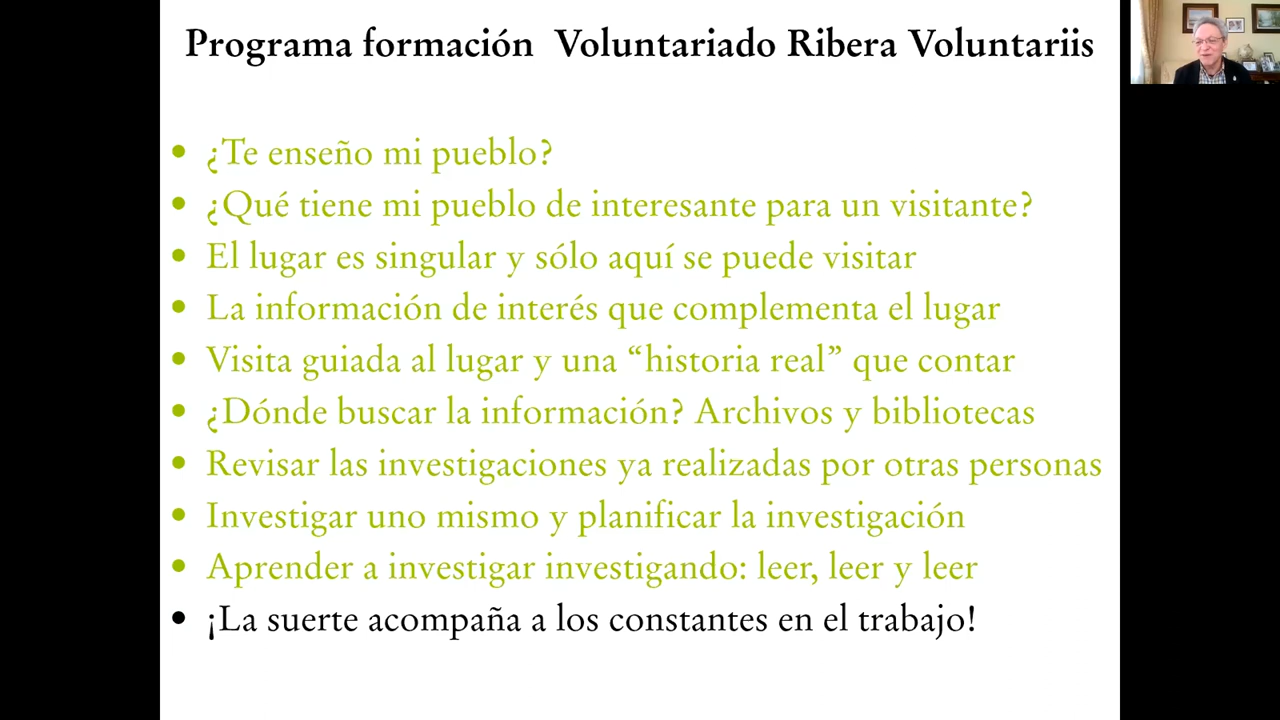 Programa formación Voluntariado Ribera Voluntariis
• ¿Te enseño mi pueblo?
• ¿Qué tiene mi pueblo de interesante para un visitante?
• El lugar es singular y sólo aquí se puede visitar
• La información de interés que complementa el lugar
• Visita guiada al lugar y una “historia real” que contar
• ¿Dónde buscar la información? Archivos y bibliotecas
• Revisar las investigaciones ya realizadas por otras personas
• Investigar uno mismo y planificar la investigación
• Aprender a investigar investigando: leer, leer y leer
• ¡La suerte acompaña a los constantes en el trabajo!